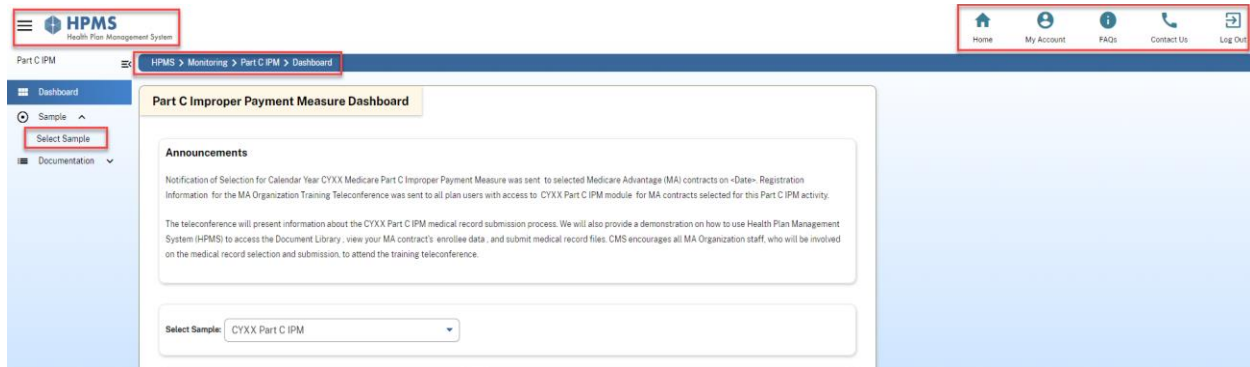 HPMS
Health Plan Management System
Home
My Account
FAQs
Contact Us
Log Out
Part C IPM
HPMS > Monitoring > Part C IPM > Dashboard
Dashboard
Sample
Select Sample
Documentation
Part C Improper Payment Measure Dashboard
Announcements
Notification of Selection for Calendar Year CYXX Medicare Part C Improper Payment Measure was sent to selected Medicare Advantage (MA) contracts on <Date>. Registration
Information for the MA Organization Training Teleconference was sent to all plan users with access to CYXX Part C IPM module for MA contracts selected for this Part C IPM activity.
The teleconference will present information about the CYXX Part C IPM medical record submission process. We will also provide a demonstration on how to use Health Plan Management
System (HPMS) to access the Document Library , view your MA contract's enrollee data , and submit medical record files. CMS encourages all MA Organization staff, who will be involved
on the medical record selection and submission, to attend the training teleconference.
Select Sample: CYXX Part C IPM